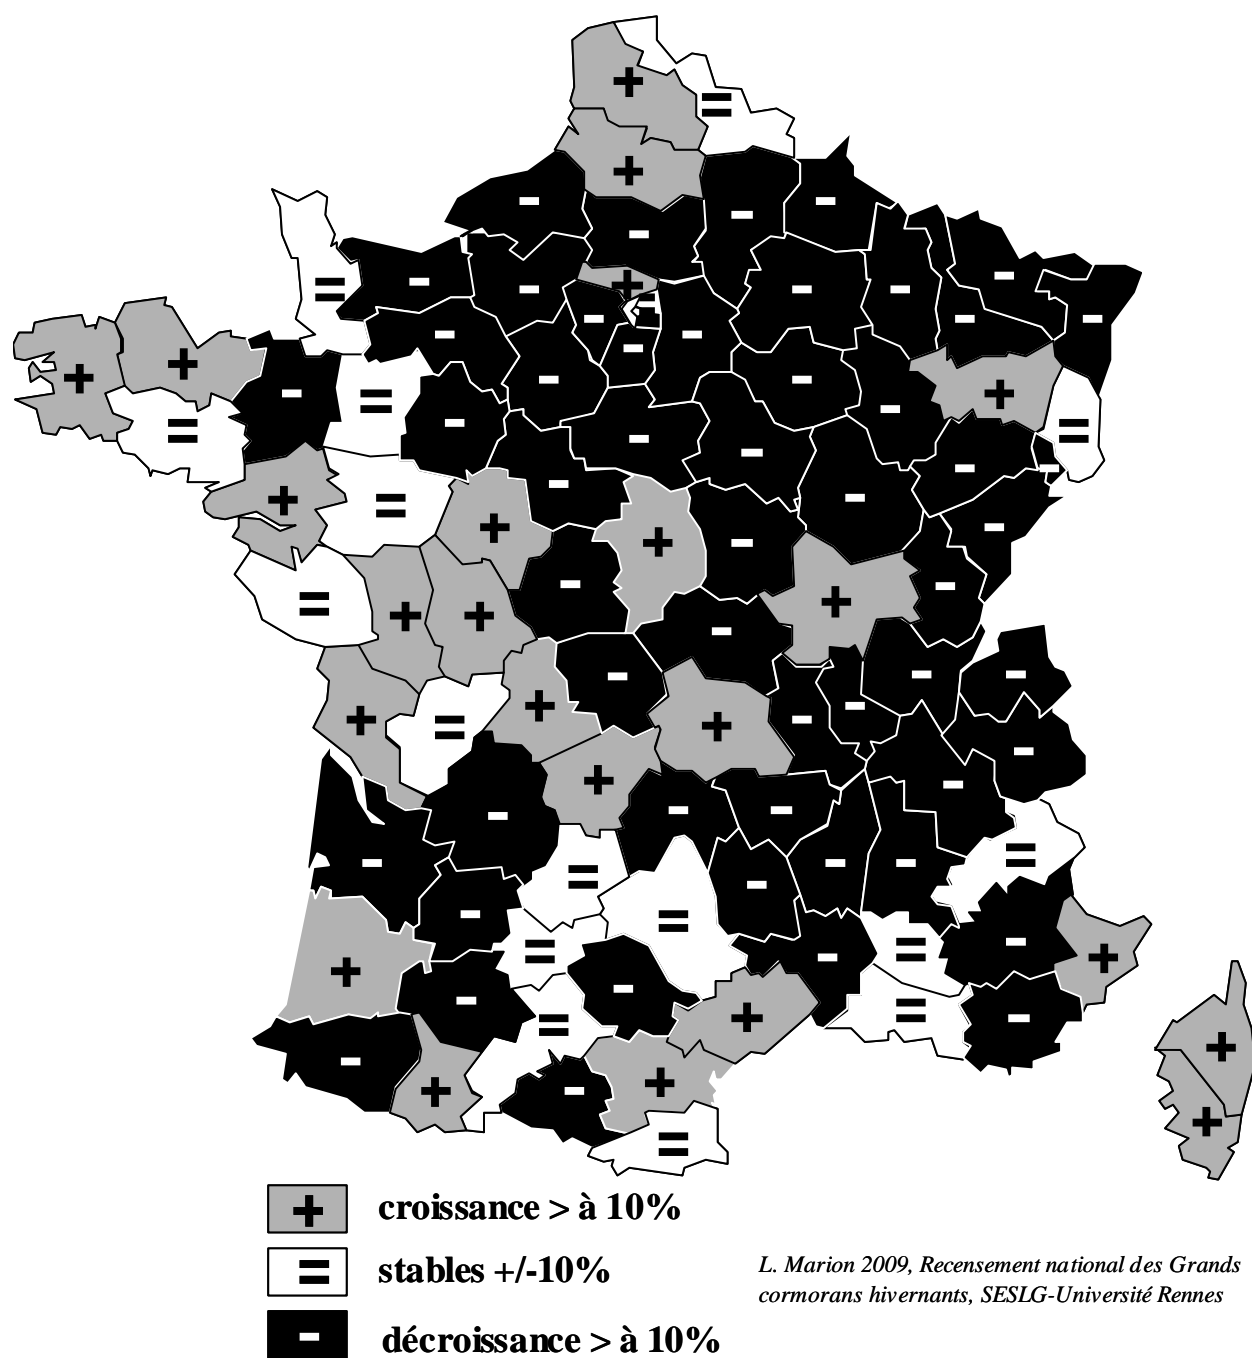 croissance > à 10%
stables +/-10%
décroissance > à 10%
L. Marion 2009, Recensement national des Grands
cormorans hivernants, SESLG-Université Rennes